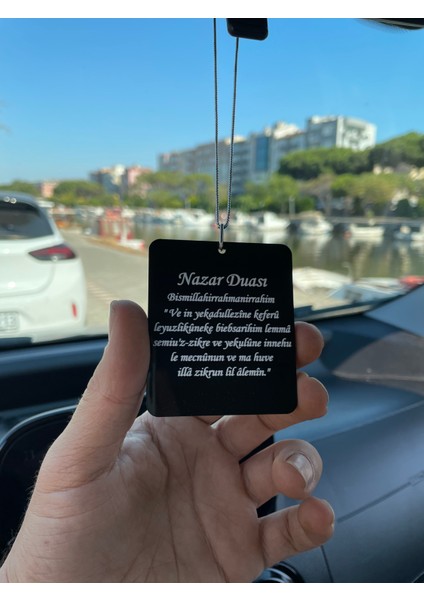 Nazar Duası
Bismillahirrahmanirrahim
"Ve in yekadullezîne keferû
leyuzlikûneke biebsarihim lemmâ
semiu'z-zikre ve yekulûne innehu
le mecnûnun ve ma huve
illâ zikrun lil âlemîn."